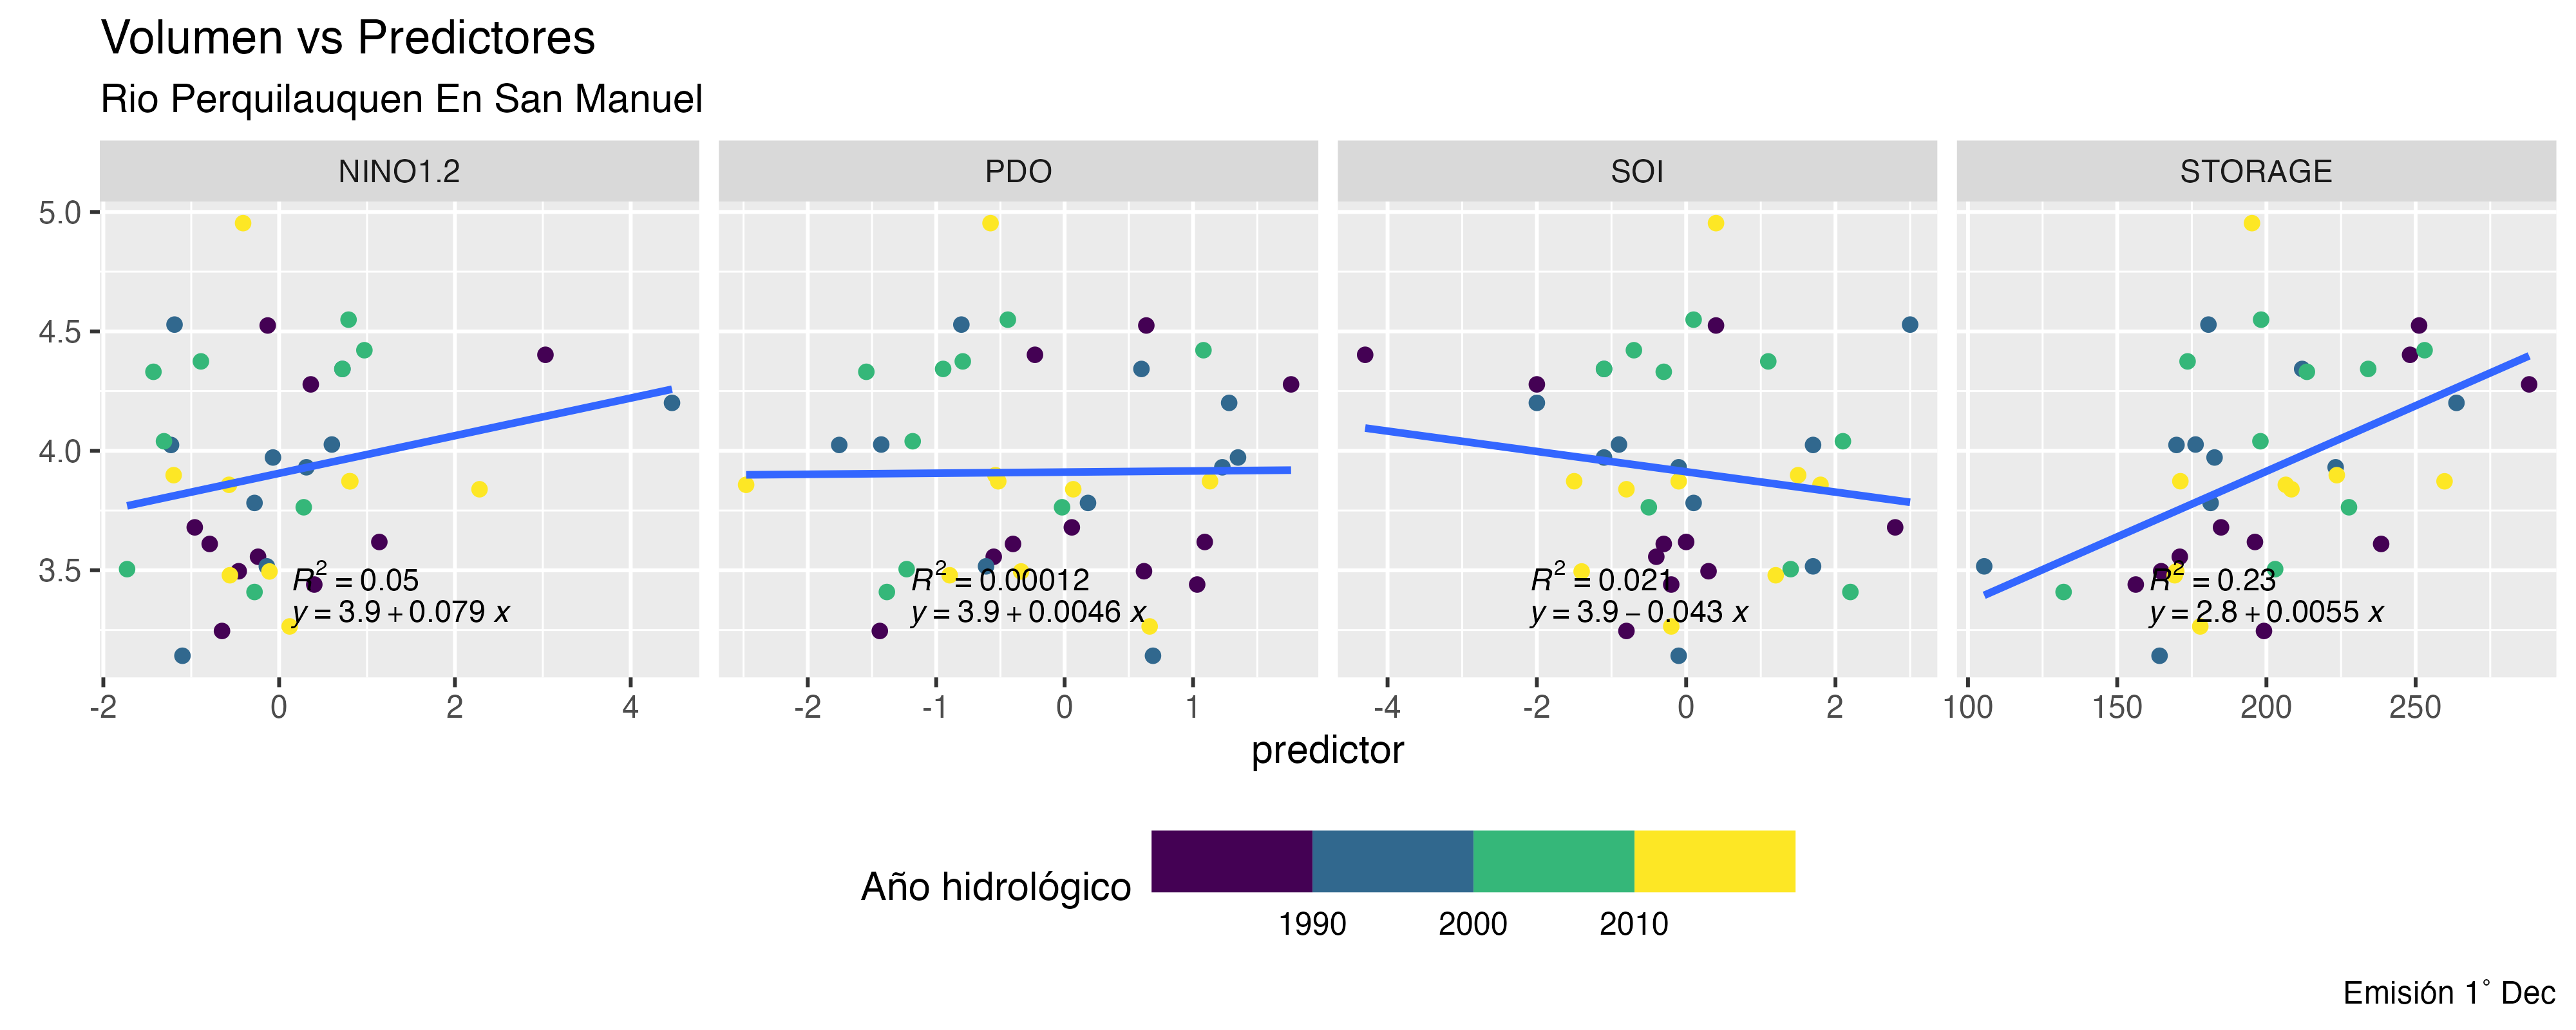 Volumen vs Predictores
Rio Perquilauquen En San Manuel
NINO1.2 PDO SOI STORAGE
5.0
4.5
4.0
3.5
R² = 0.05 R² = 0.00012 R² = 0.021 R² = 0.23
y = 3.9 + 0.079 x y = 3.9 + 0.0046 x y = 3.9 − 0.043 x y = 2.8 + 0.0055 x
-2 0 2 4 -2 -1 0 1 -4 -2 0 2 100 150 200 250
predictor
Año hidrológico
1990 2000 2010
Emisión 1° Dec